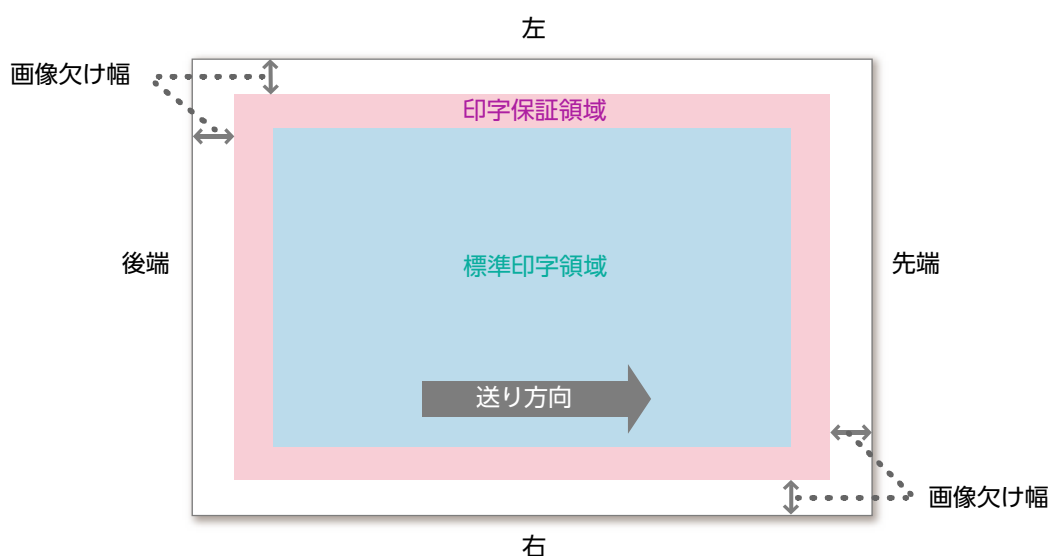 左
画像欠け幅
印字保証領域
後端
標準印字領域
先端
送り方向
画像欠け幅
右